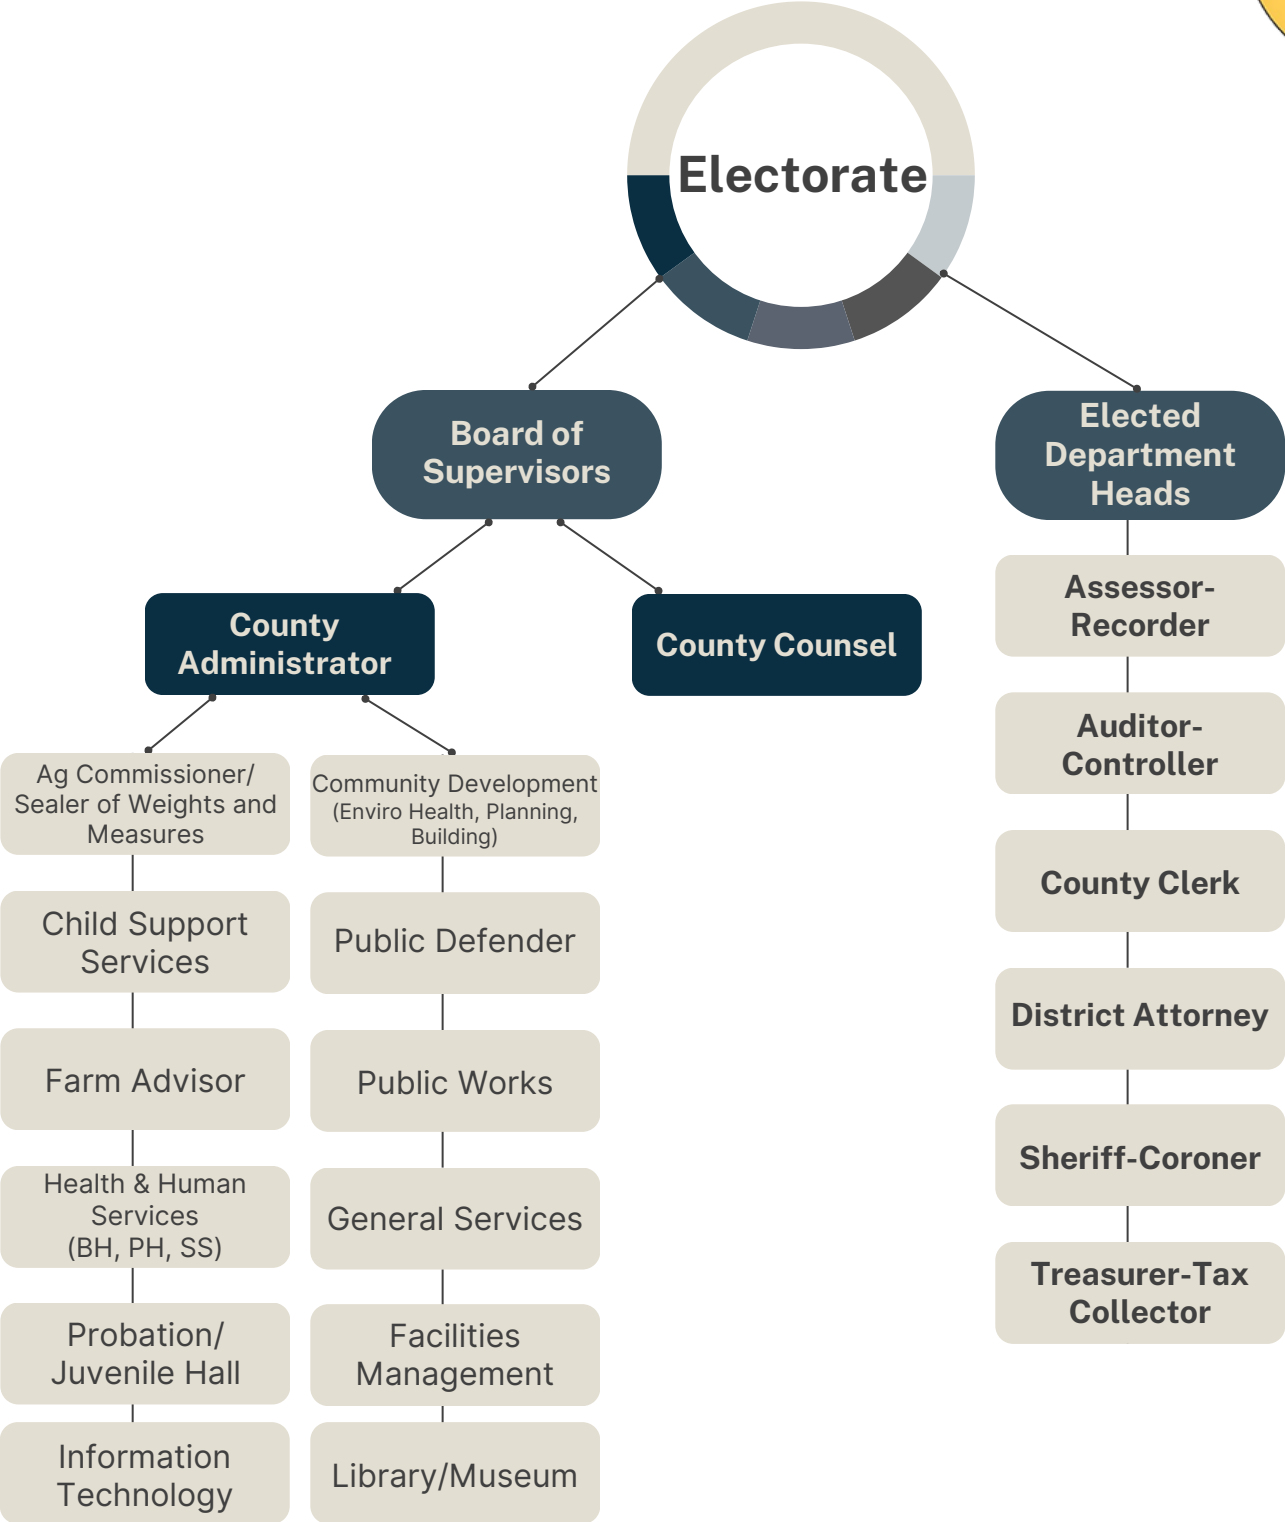 Electorate
Board of
Supervisors
Elected
Department
Heads
County
Administrator
County Counsel
Ag Commissioner/
Sealer of Weights and
Measures
Child Support
Services
Farm Advisor
Health & Human
Services
(BH, PH, SS)
Probation/
Juvenile Hall
Information
Technology
Community Development
(Enviro Health, Planning,
Building)
Public Defender
Public Works
General Services
Facilities
Management
Library/Museum
Assessor-
Recorder
Auditor-
Controller
County Clerk
District Attorney
Sheriff-Coroner
Treasurer-Tax
Collector